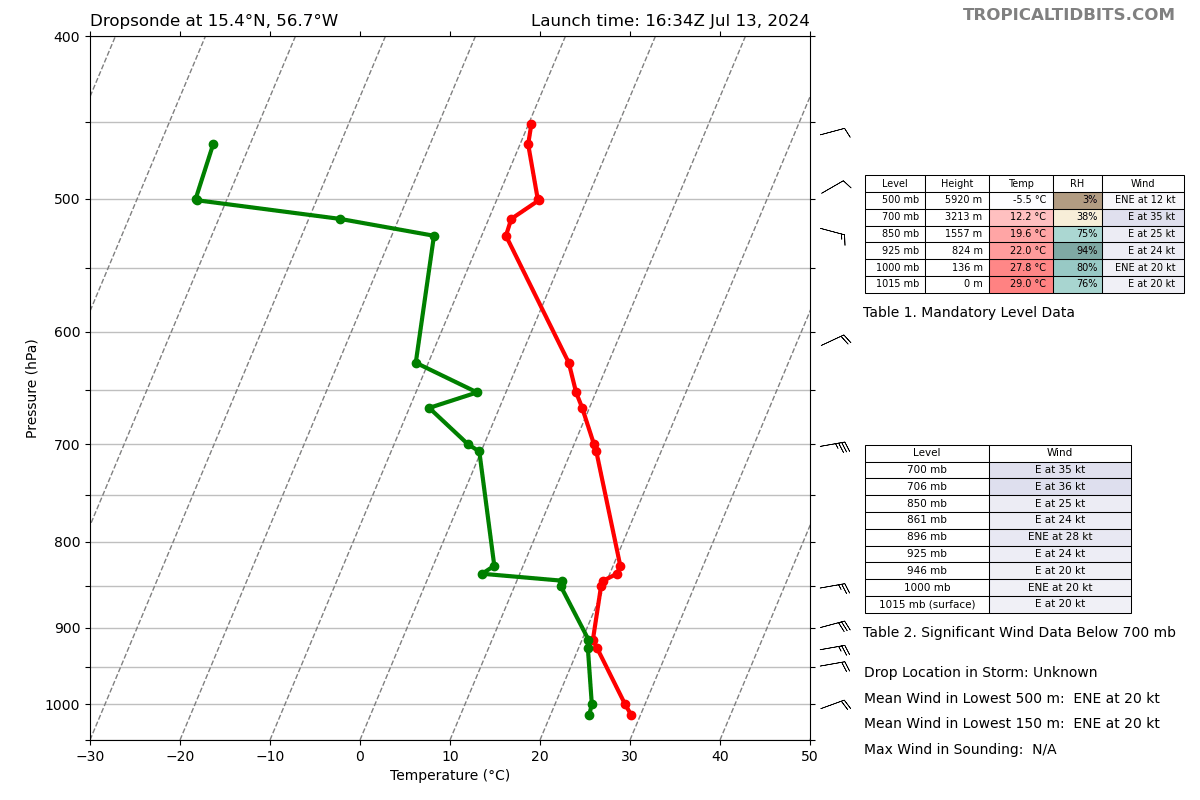 Dropsonde at 15.4°N, 56.7°W
Launch time: 16:34Z Jul 13, 2024
TROPICALTIDBITS.COM
400
500
600
700
800
900
1000
Pressure (hPa)
−30 −20 −10 0 10 20 30 40 50
Temperature (°C)
Level Height Temp RH Wind
500 mb 5920 m -5.5 °C 3% ENE at 12 kt
700 mb 3213 m 12.2 °C 38% E at 35 kt
850 mb 1557 m 19.6 °C 75% E at 25 kt
925 mb 824 m 22.0 °C 94% E at 24 kt
1000 mb 136 m 27.8 °C 80% ENE at 20 kt
1015 mb 0 m 29.0 °C 76% E at 20 kt
Table 1. Mandatory Level Data
Level Wind
700 mb E at 35 kt
706 mb E at 36 kt
850 mb E at 25 kt
861 mb E at 24 kt
896 mb ENE at 28 kt
925 mb E at 24 kt
946 mb E at 20 kt
1000 mb ENE at 20 kt
1015 mb (surface) E at 20 kt
Table 2. Significant Wind Data Below 700 mb
Drop Location in Storm: Unknown
Mean Wind in Lowest 500 m: ENE at 20 kt
Mean Wind in Lowest 150 m: ENE at 20 kt
Max Wind in Sounding: N/A